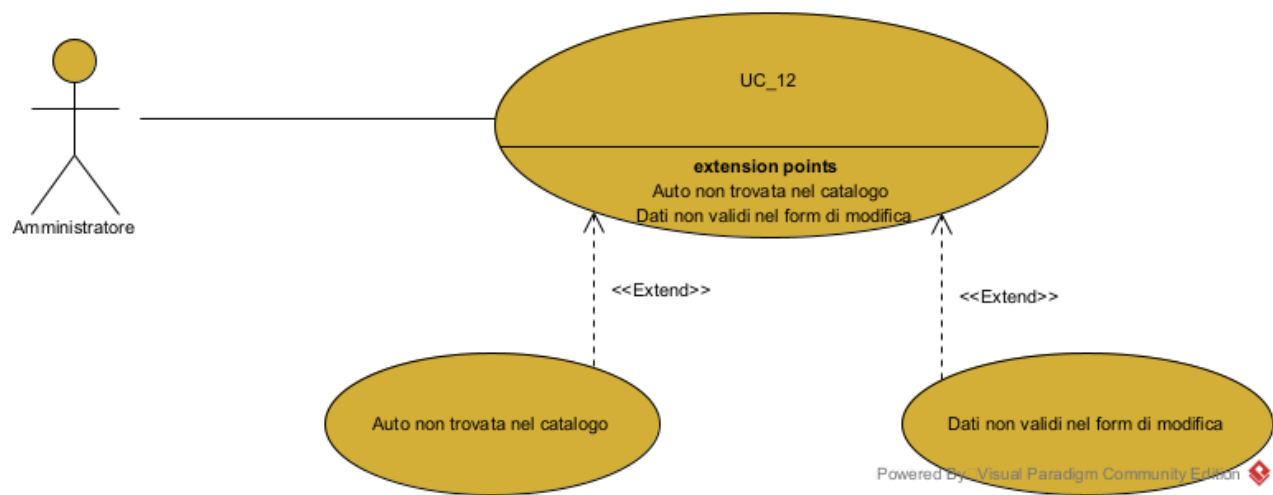 UC_12
extension points
Auto non trovata nel catalogo
Dati non validi nel form di modifica
Amministratore
<<Extend>>
<<Extend>>
Auto non trovata nel catalogo
Dati non validi nel form di modifica
Powered By Visual Paradigm Community Edition